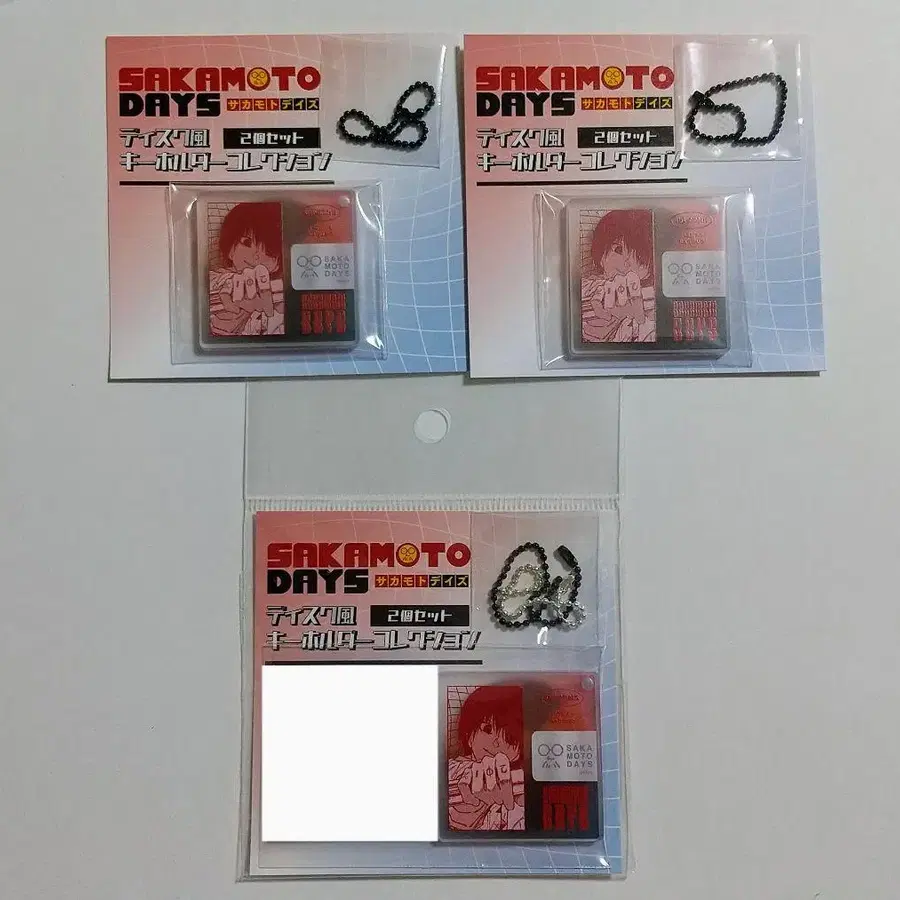 SAKAMOTO
DAYS サカモトデイズ
ディスク風 2個セット
キーホルダーコレクション
SAKA
MOTO
DAYS
SAKAMOTO
DAYS サカモトデイズ
ディスク風 2個セット
キーホルダーコレクション
SAKA
MOTO
DAYS
SAKAMOTO
DAYS サカモトデイズ
ディスク風 2個セット
キーホルダーコレクション
SAKA
MOTO
DAYS